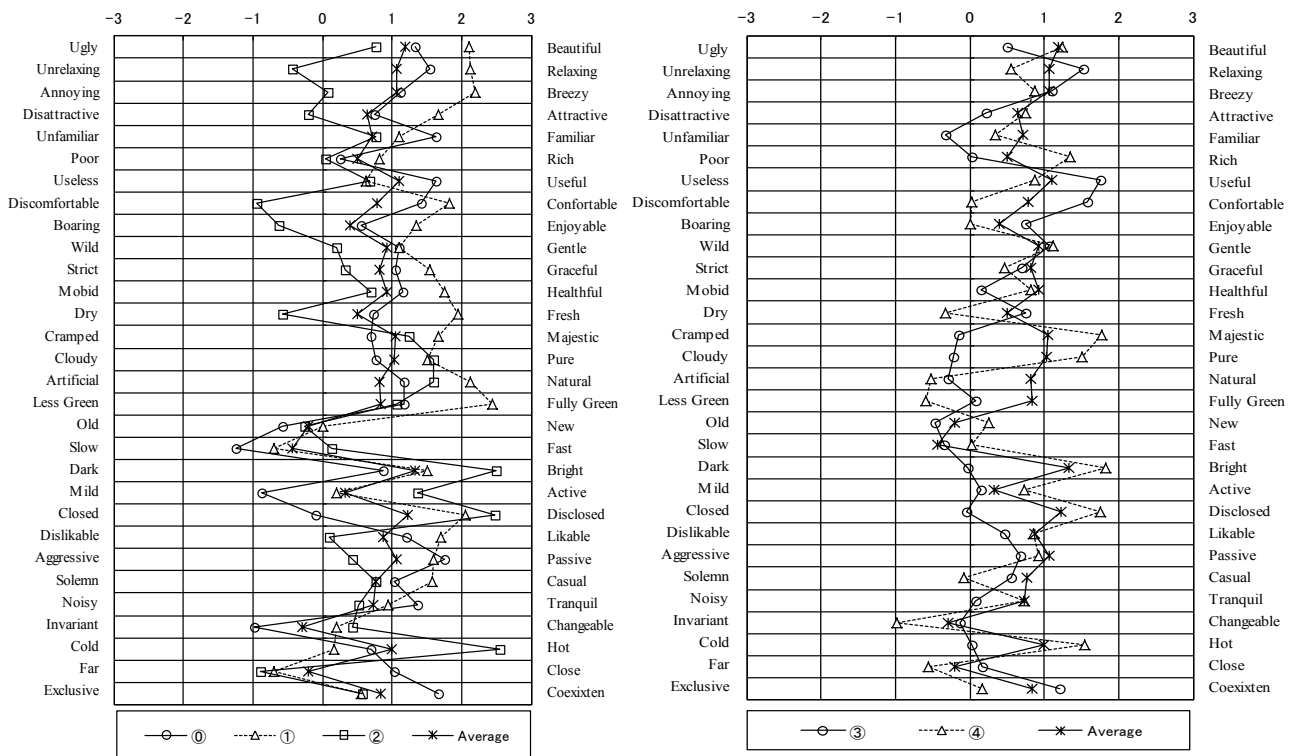 −3 −2 −1 0 1 2 3
Ugly Beautiful
Unrelaxing Relaxing
Annoying Breezy
Disattractive Attractive
Unfamiliar Familiar
Poor Rich
Useless Useful
Discomfortable Confortable
Boaring Enjoyable
Wild Gentle
Strict Graceful
Mobid Healthful
Dry Fresh
Cramped Majestic
Cloudy Pure
Artificial Natural
Less Green Fully Green
Old New
Slow Fast
Dark Bright
Mild Active
Closed Disclosed
Dislikable Likable
Aggressive Passive
Solemn Casual
Noisy Tranquil
Invariant Changeable
Cold Hot
Far Close
Exclusive Coexixten
⓪ ① ② Average
−3 −2 −1 0 1 2 3
Ugly Beautiful
Unrelaxing Relaxing
Annoying Breezy
Disattractive Attractive
Unfamiliar Familiar
Poor Rich
Useless Useful
Discomfortable Confortable
Boaring Enjoyable
Wild Gentle
Strict Graceful
Mobid Healthful
Dry Fresh
Cramped Majestic
Cloudy Pure
Artificial Natural
Less Green Fully Green
Old New
Slow Fast
Dark Bright
Mild Active
Closed Disclosed
Dislikable Likable
Aggressive Passive
Solemn Casual
Noisy Tranquil
Invariant Changeable
Cold Hot
Far Close
Exclusive Coexixten
③ ④ Average